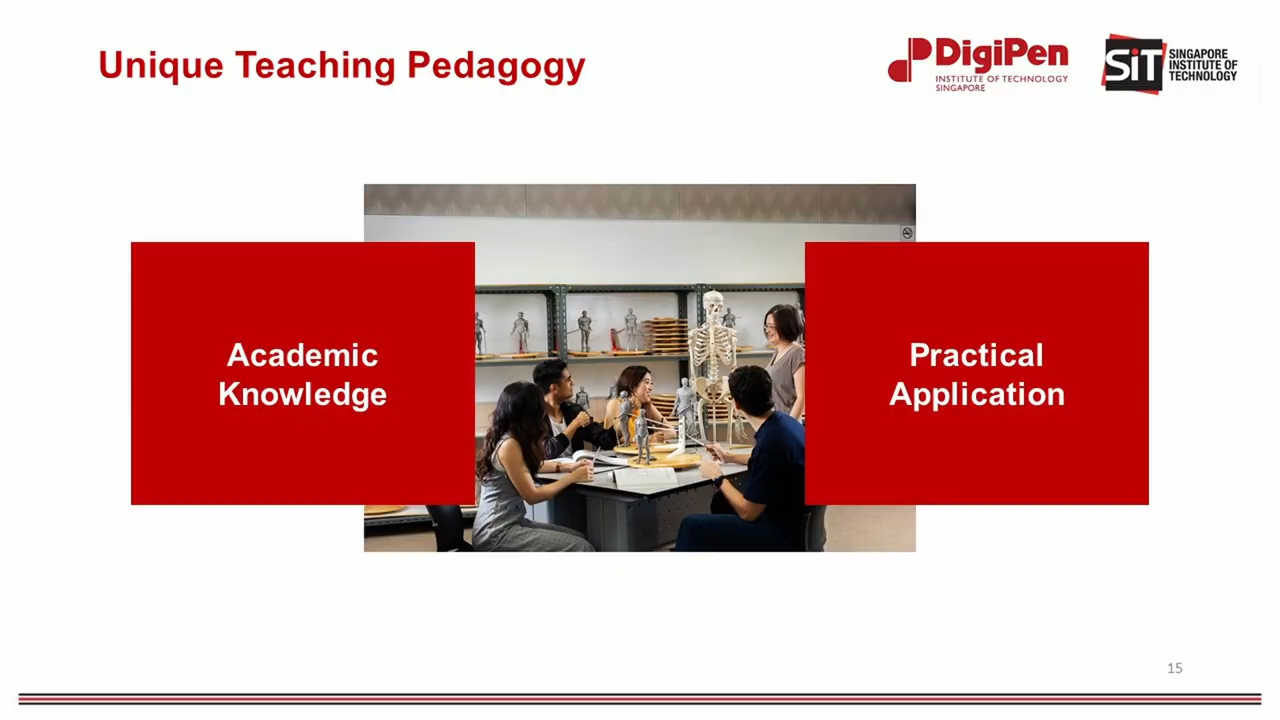 Unique Teaching Pedagogy
DigiPen
INSTITUTE OF TECHNOLOGY
SINGAPORE
SiT
SINGAPORE
INSTITUTE OF
TECHNOLOGY
Academic
Knowledge
Practical
Application
15